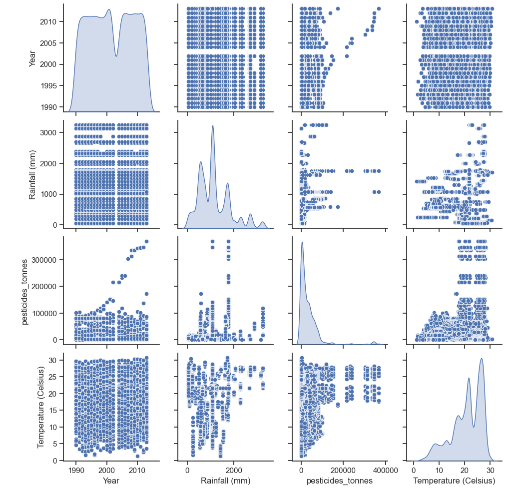 2010
2005
2000
1995
1990
Year
3000
2000
1000
0
Rainfall (mm)
300000
200000
100000
0
pesticides_tonnes
30
25
20
15
10
5
0
Temperature (Celsius)
1990 2000 2010
Year
0 2000
Rainfall (mm)
0 200000 400000
pesticides_tonnes
0 10 20 30
Temperature (Celsius)